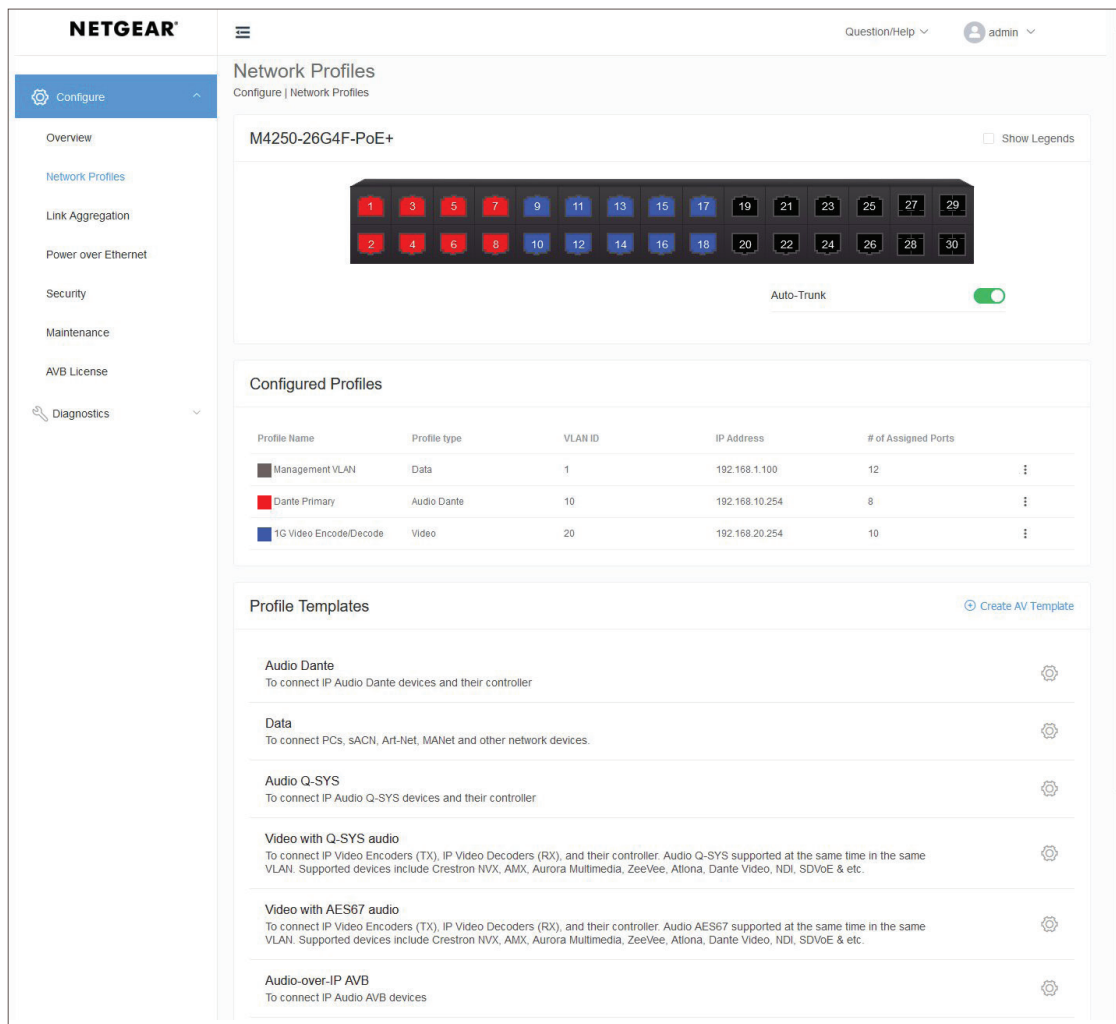 NETGEAR
Question/Help
admin
Network Profiles
Configure | Network Profiles
Configure
Overview
Network Profiles
Link Aggregation
Power over Ethernet
Security
Maintenance
AVB License
Diagnostics
M4250-26G4F-PoE+
Show Legends
1 3 5 7 9 11 13 15 17 19 21 23 25 27 29
2 4 6 8 10 12 14 16 18 20 22 24 26 28 30
Auto-Trunk
Configured Profiles
Profile Name Profile type VLAN ID IP Address # of Assigned Ports
Management VLAN Data 1 192.168.1.100 12
Dante Primary Audio Dante 10 192.168.10.254 8
1G Video Encode/Decode Video 20 192.168.20.254 10
Profile Templates
Create AV Template
Audio Dante
To connect IP Audio Dante devices and their controller
Data
To connect PCs, sACN, Art-Net, MANet and other network devices.
Audio Q-SYS
To connect IP Audio Q-SYS devices and their controller
Video with Q-SYS audio
To connect IP Video Encoders (TX), IP Video Decoders (RX), and their controller. Audio Q-SYS supported at the same time in the same
VLAN. Supported devices include Crestron NVX, AMX, Aurora Multimedia, ZeeVee, Atlona, Dante Video, NDI, SDVoE & etc.
Video with AES67 audio
To connect IP Video Encoders (TX), IP Video Decoders (RX), and their controller. Audio AES67 supported at the same time in the same
VLAN. Supported devices include Crestron NVX, AMX, Aurora Multimedia, ZeeVee, Atlona, Dante Video, NDI, SDVoE & etc.
Audio-over-IP AVB
To connect IP Audio AVB devices